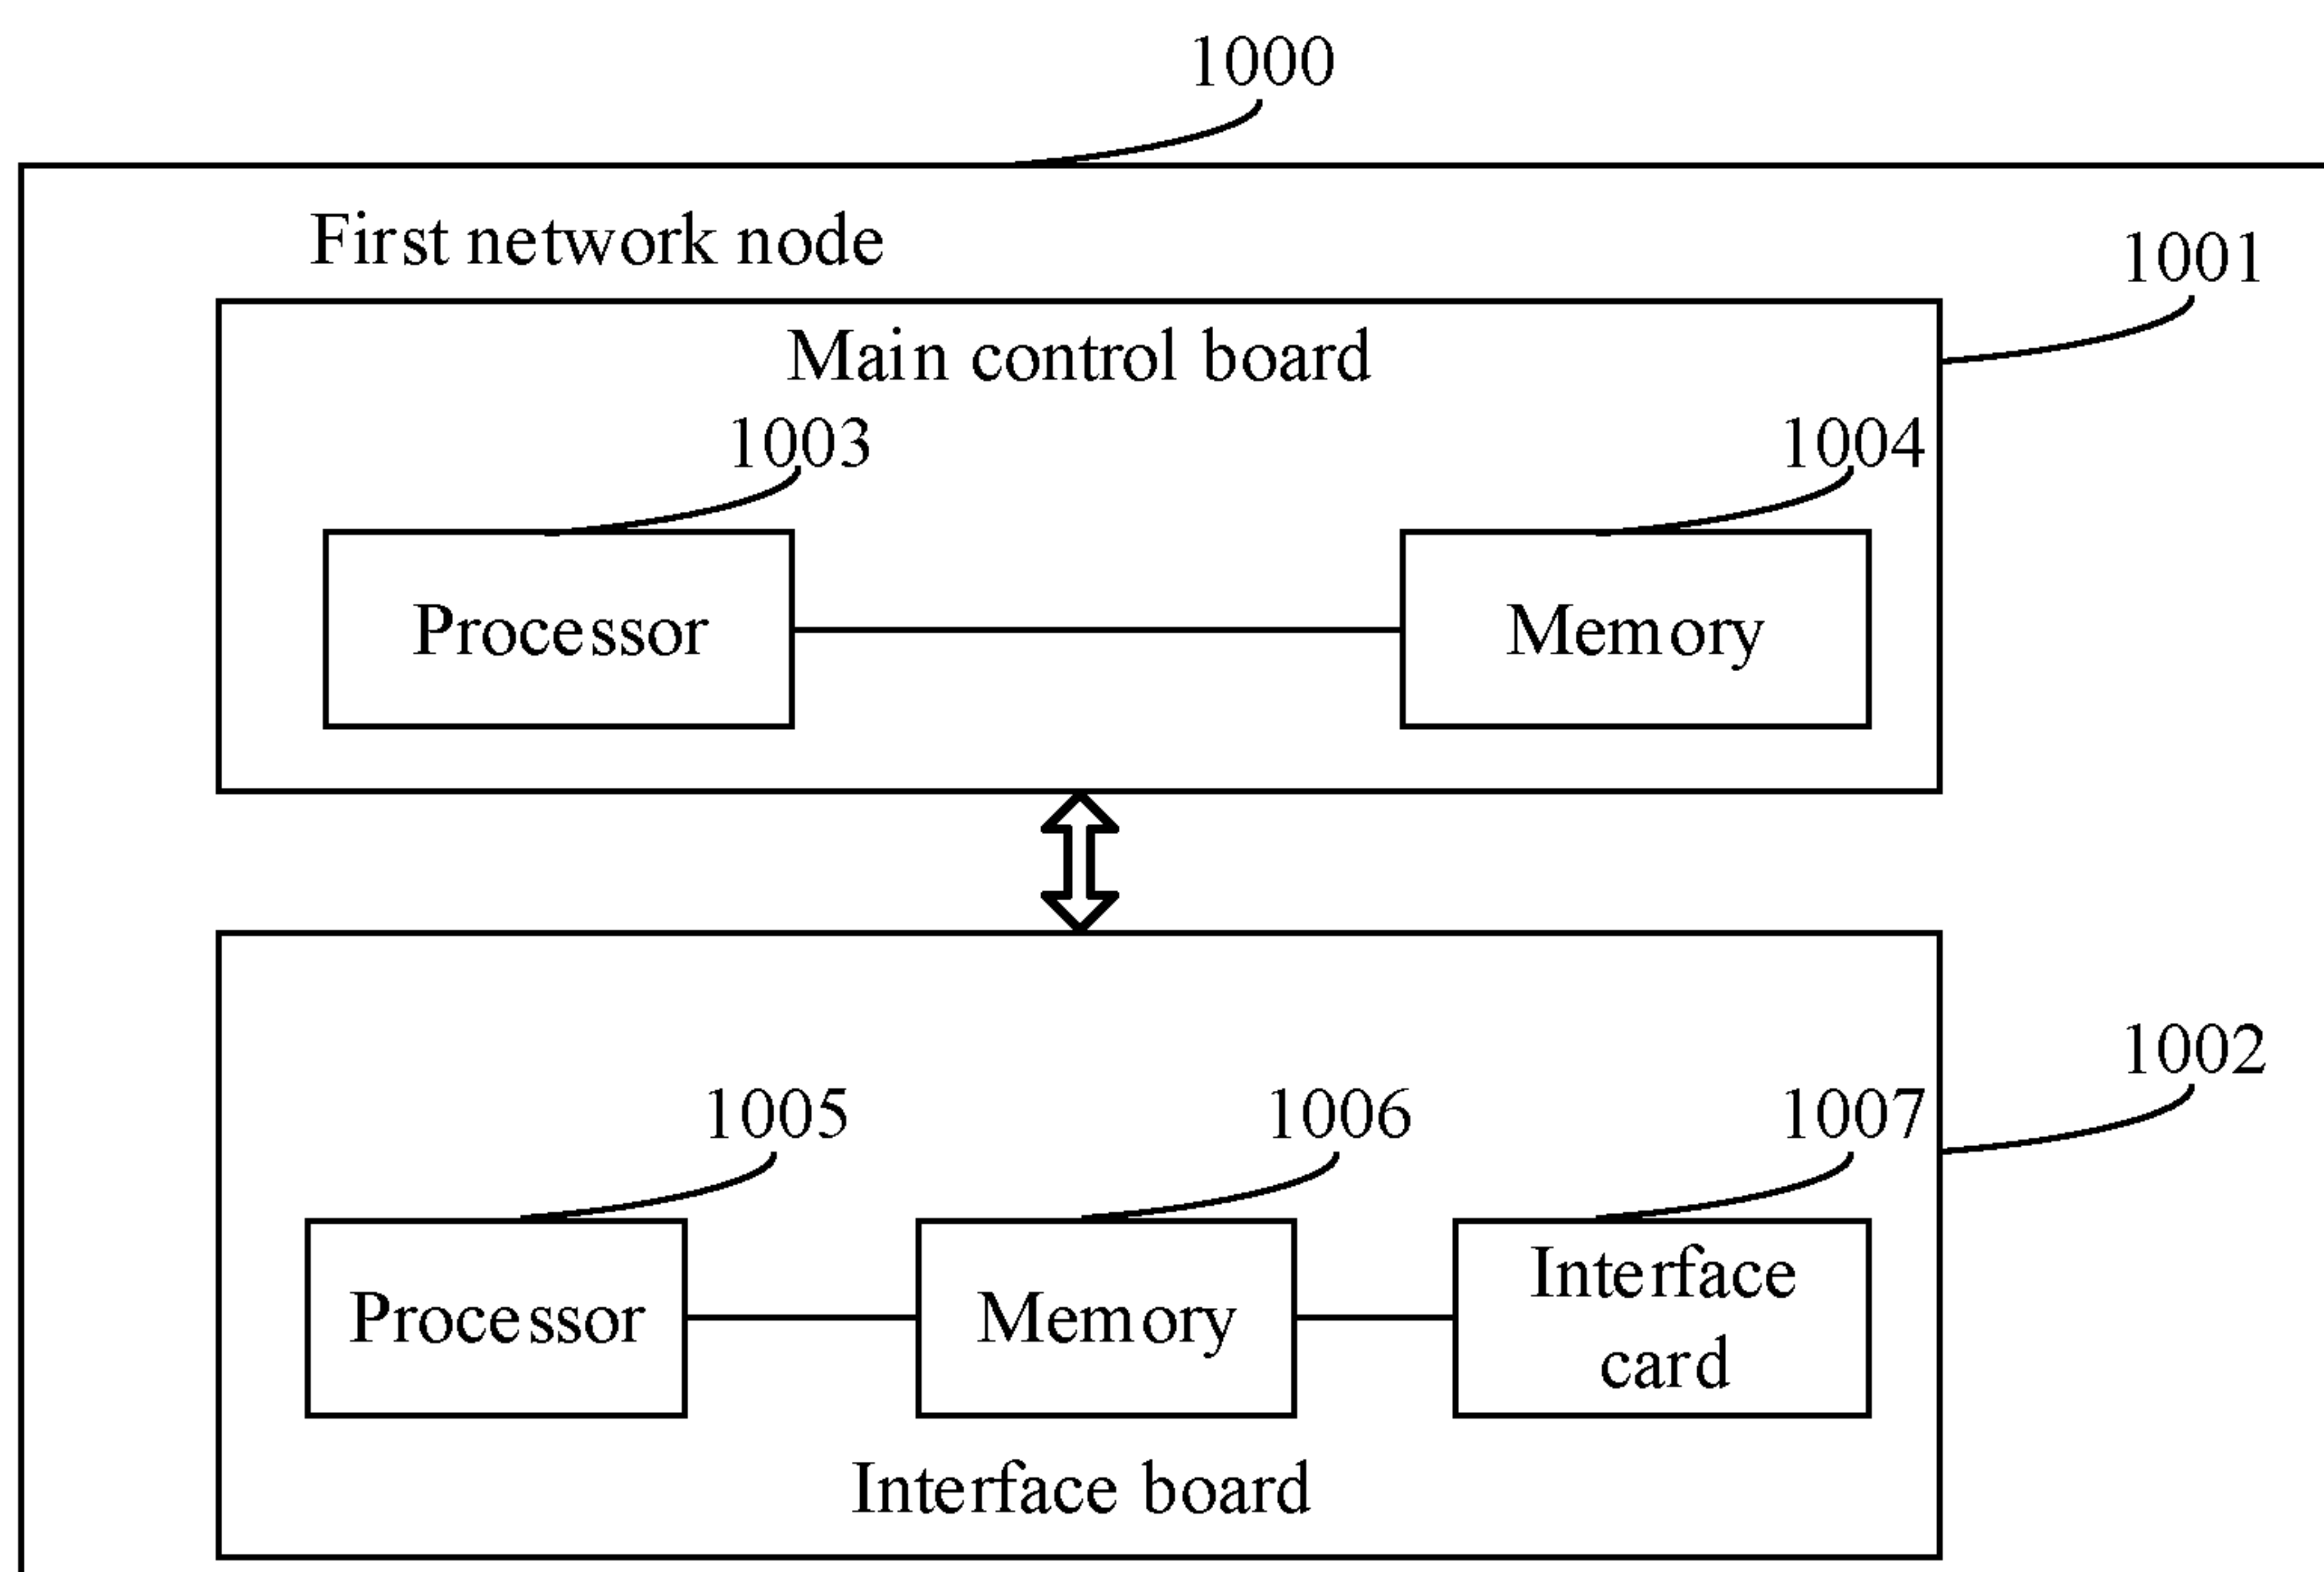 1000
First network node
1001
Main control board
1003
1004
Processor
Memory
1002
1005
1006
1007
Processor
Memory
Interface
card
Interface board